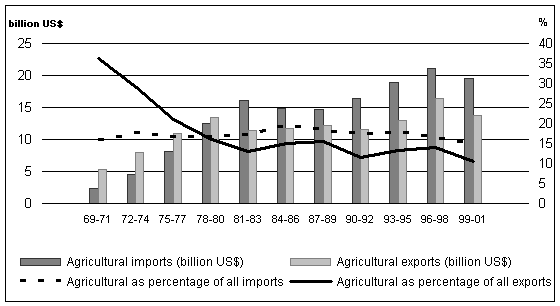 billion US$ %
25 40
35
20 30
15 25
20
10 15
5 10
5
0 0
69-71 72-74 75-77 78-80 81-83 84-86 87-89 90-92 93-95 96-98 99-01
Agricultural imports (billion US$) Agricultural exports (billion US$)
Agricultural as percentage of all imports Agricultural as percentage of all exports